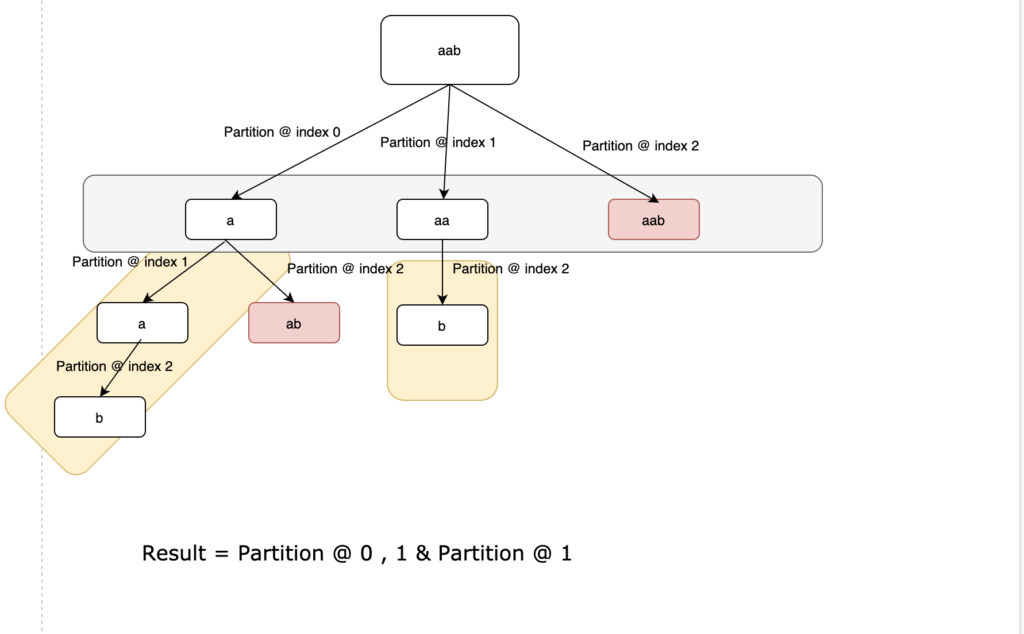 aab
Partition @ index 0
Partition @ index 1
Partition @ index 2
a
aa
aab
Partition @ index 1
Partition @ index 2
Partition @ index 2
a
ab
b
Partition @ index 2
b
Result = Partition @ 0 , 1 & Partition @ 1